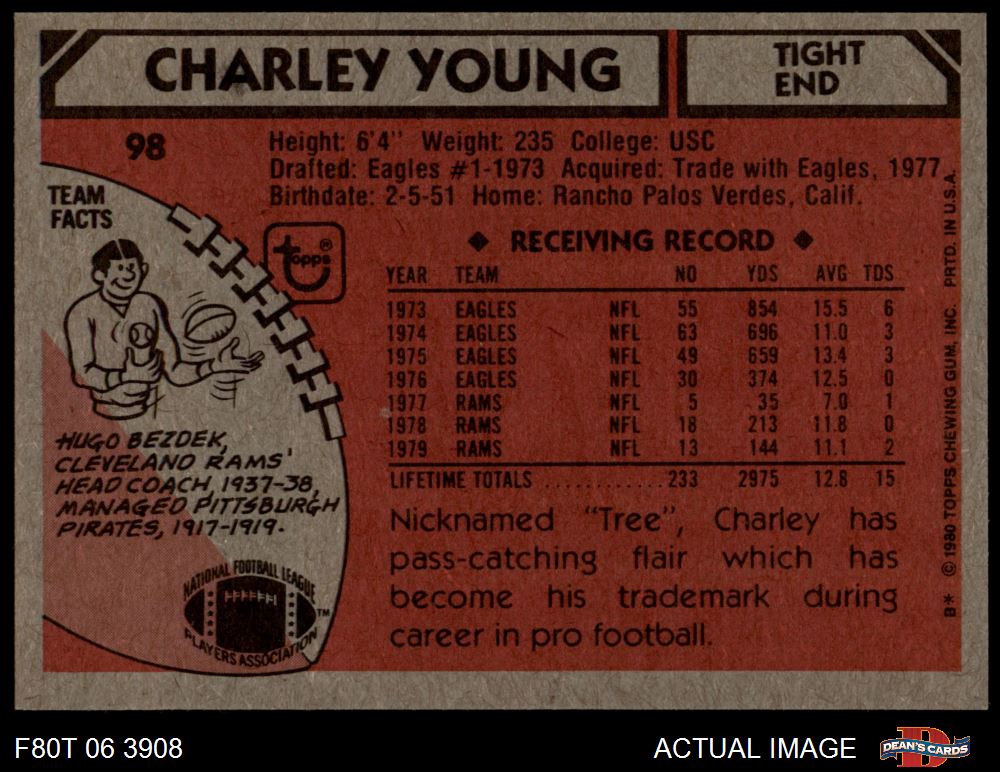 CHARLEY YOUNG
TIGHT
END
98
Height: 6'4" Weight: 235 College: USC
Drafted: Eagles #1-1973 Acquired: Trade with Eagles, 1977.
Birthdate: 2-5-51 Home: Rancho Palos Verdes, Calif.
TEAM
FACTS
Topps®
HUGO BEZDEK,
CLEVELAND RAMS'
HEAD COACH, 1937-38,
MANAGED PITTSBURGH
PIRATES, 1917-1919.
NATIONAL FOOTBALL LEAGUE
PLAYERS ASSOCIATION
TM
◆ RECEIVING RECORD ◆
YEAR TEAM NO YDS AVG TDS
1973 EAGLES NFL 55 854 15.5 6
1974 EAGLES NFL 63 696 11.0 3
1975 EAGLES NFL 49 659 13.4 3
1976 EAGLES NFL 30 374 12.5 0
1977 RAMS NFL 5 35 7.0 1
1978 RAMS NFL 18 213 11.8 0
1979 RAMS NFL 13 144 11.1 2
LIFETIME TOTALS ............ 233 2975 12.8 15
Nicknamed "Tree", Charley has
pass-catching flair which has
become his trademark during
career in pro football.
B* © 1980 TOPPS CHEWING GUM, INC. PRTD. IN U.S.A.
F80T 06 3908
ACTUAL IMAGE
D
DEAN'S CARDS